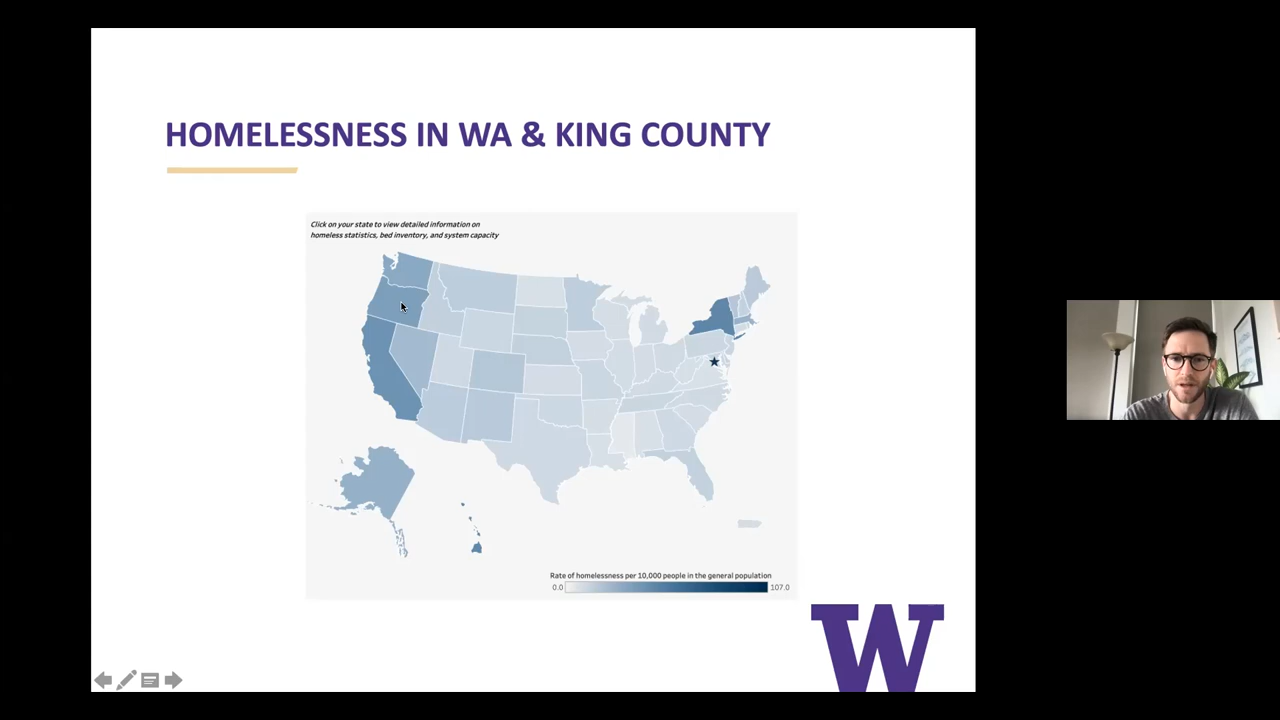 HOMELESSNESS IN WA & KING COUNTY
Click on your state to view detailed information on
homeless statistics, bed inventory, and system capacity
Rate of homelessness per 10,000 people in the general population
0.0 107.0
W